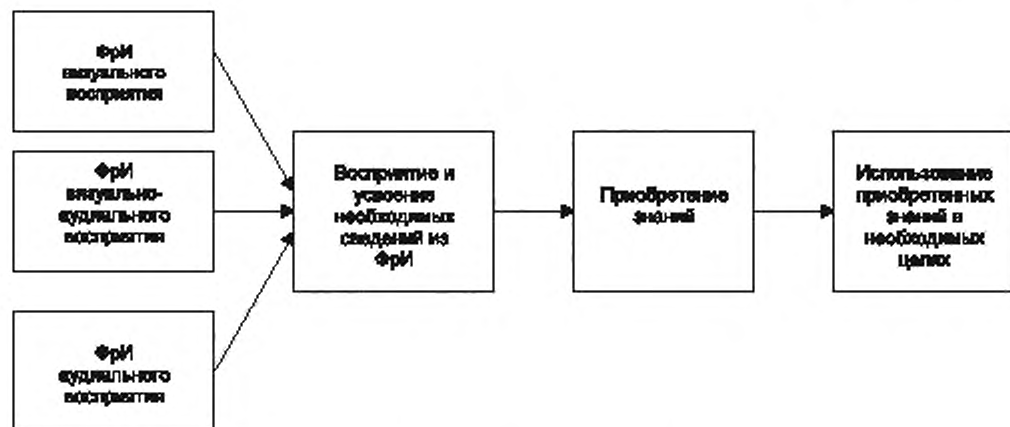 ФрИ
визуального
восприятия
ФрИ
визуально-
аудиального
восприятия
ФрИ
аудиального
восприятия
Восприятие и
усвоение
необходимых
сведений из
ФрИ
Приобретение
знаний
Использование
приобретенных
знаний в
необходимых
целях